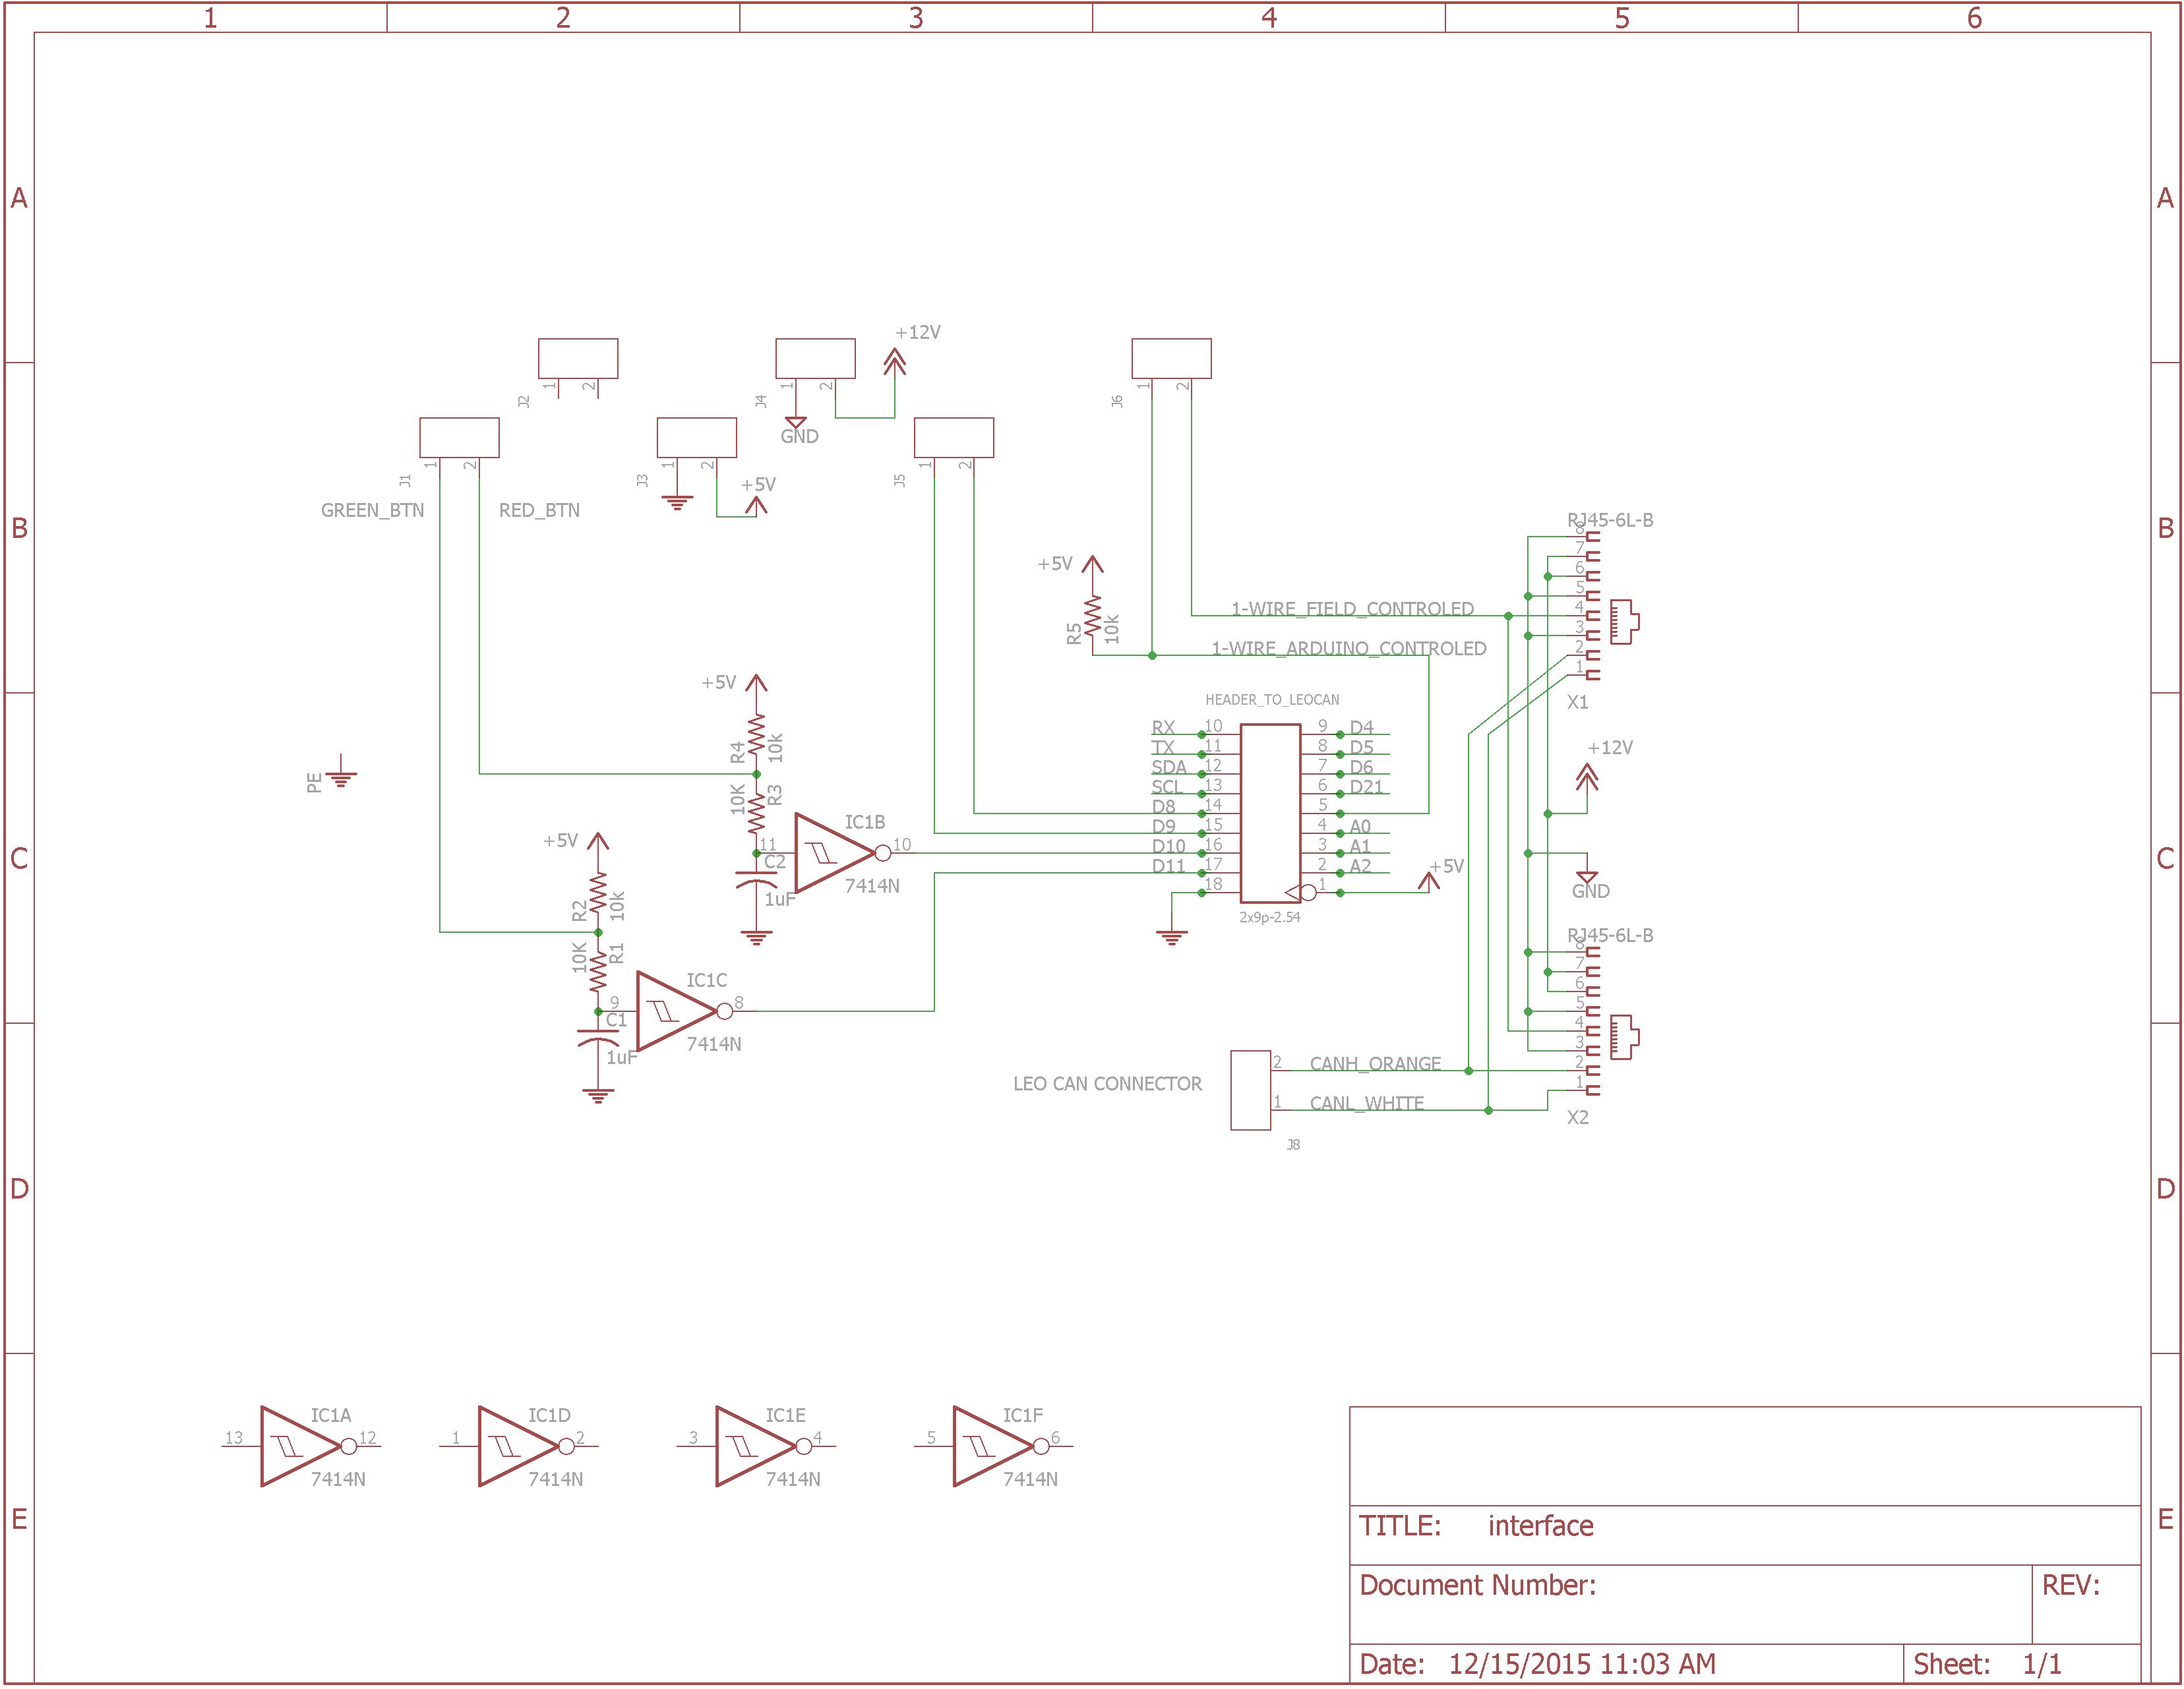 1 2 3 4 5 6
A A
+12V
1 2 1 2 1 2
J2 J4 J6
GND
1 2 1 2 1 2
J1 J3 J5
+5V
GREEN_BTN RED_BTN
B B
RJ45-6L-B
8
7
6
5
4
3
2
1
X1
+5V
R5 10k
1-WIRE_FIELD_CONTROLED
1-WIRE_ARDUINO_CONTROLED
+5V
R4 10k
10K R3
HEADER_TO_LEOCAN
RX 10 9 D4
TX 11 8 D5
SDA 12 7 D6
SCL 13 6 D21
D8 14 5
D9 15 4 A0
D10 16 3 A1
D11 17 2 A2
18 1 +5V
2x9p-2.54
PE
IC1B
11 10
C2
7414N
1uF
+12V
GND
C C
+5V
R2 10k
10K R1
IC1C
9 8
C1
7414N
1uF
RJ45-6L-B
8
7
6
5
4
3
2
1
X2
LEO CAN CONNECTOR
2 CANH_ORANGE
1 CANL_WHITE
J8
D D
IC1A IC1D IC1E IC1F
13 12 1 2 3 4 5 6
7414N 7414N 7414N 7414N
E E
TITLE: interface
Document Number: REV:
Date: 12/15/2015 11:03 AM Sheet: 1/1